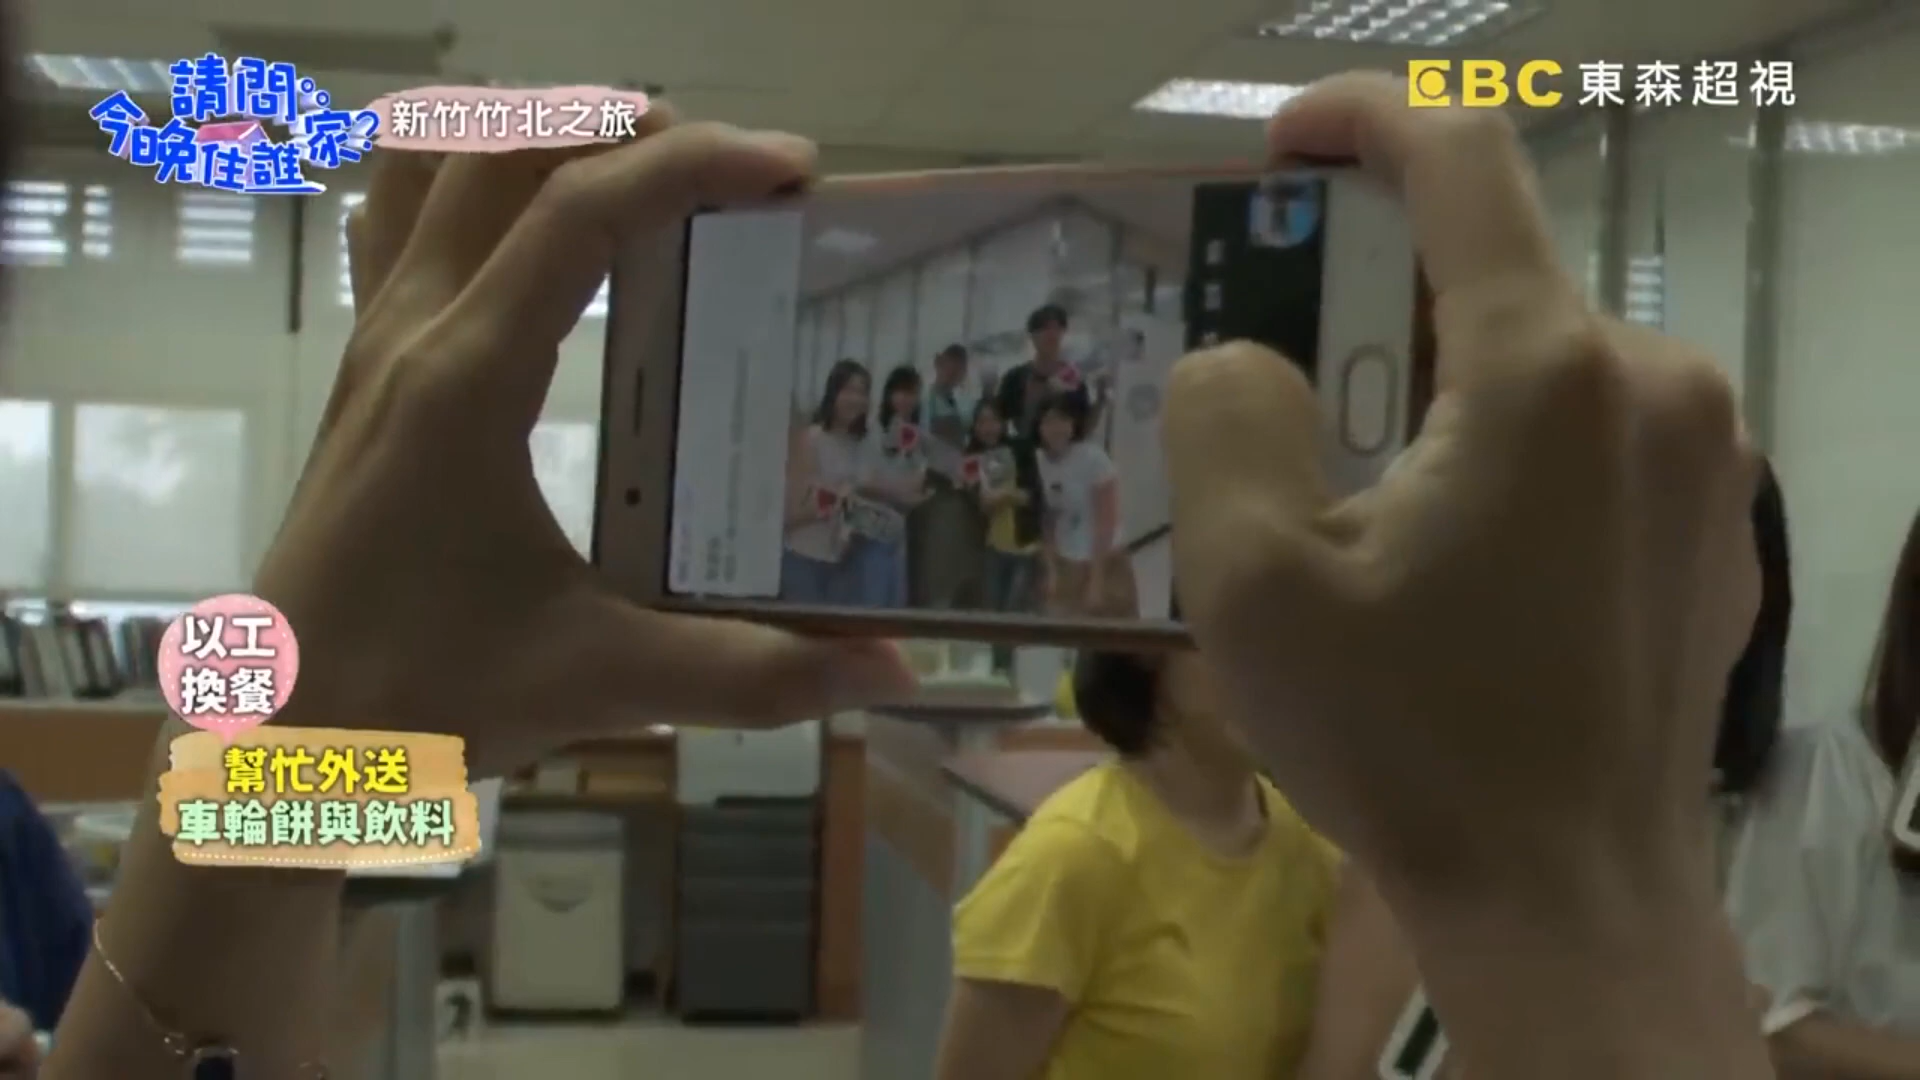 請問
今晚住誰家?
新竹竹北之旅
EBC 東森超視
以工
換餐
幫忙外送
車輪餅與飲料